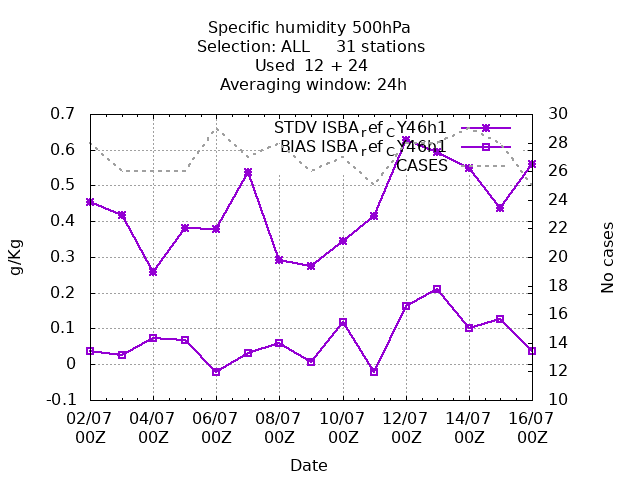 Specific humidity 500hPa
Selection: ALL     31 stations
Used  12 + 24
Averaging window: 24h
STDV ISBA_ref_CY46h1
BIAS ISBA_ref_CY46h1
CASES
0.7
0.6
0.5
0.4
0.3
0.2
0.1
0
-0.1
g/Kg
30
28
26
24
22
20
18
16
14
12
10
No cases
02/07 04/07 06/07 08/07 10/07 12/07 14/07 16/07
00Z 00Z 00Z 00Z 00Z 00Z 00Z 00Z
Date